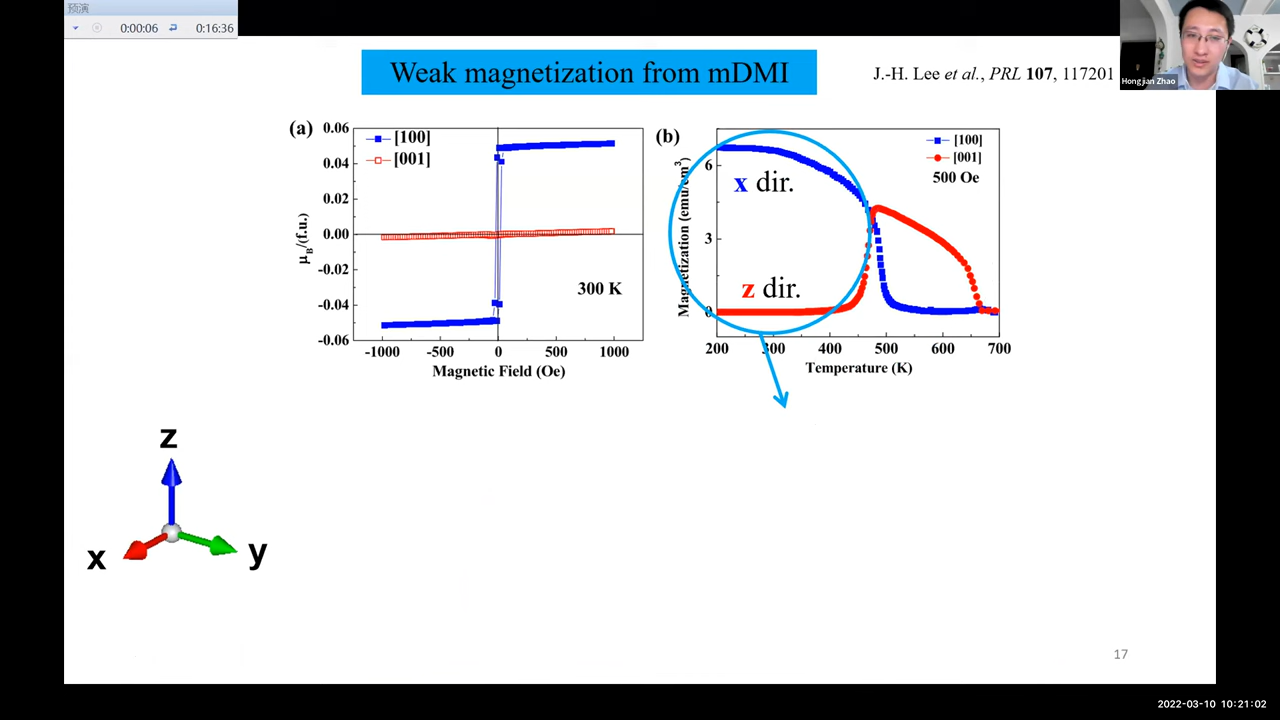 预演
0:00:06
0:16:36
Weak magnetization from mDMI
J.-H. Lee et al., PRL 107, 117201
Hongjian Zhao
(a)
0.06
0.04
0.02
0.00
-0.02
-0.04
-0.06
μB/(f.u.)
[100]
[001]
300 K
-1000 -500 0 500 1000
Magnetic Field (Oe)
(b)
6
3
0
Magnetization (emu/cm3)
[100]
[001]
500 Oe
x dir.
z dir.
200 300 400 500 600 700
Temperature (K)
z
x
y
17
2022-03-10 10:21:02